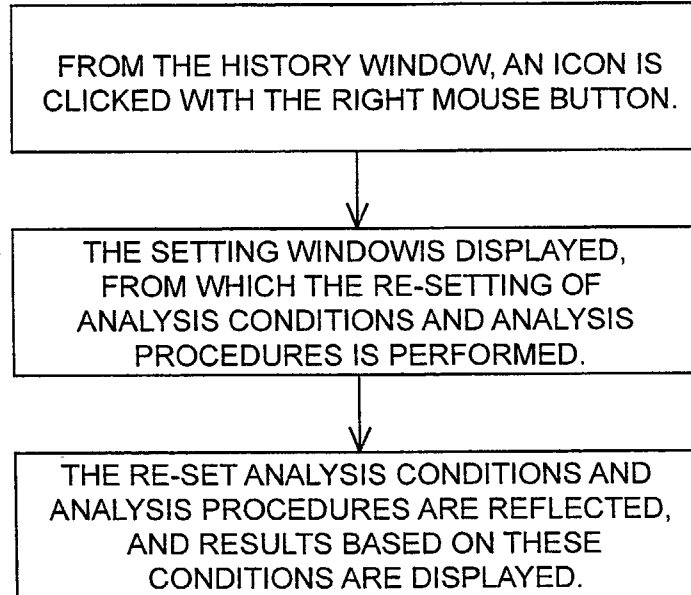 FROM THE HISTORY WINDOW, AN ICON IS
CLICKED WITH THE RIGHT MOUSE BUTTON.
THE SETTING WINDOWIS DISPLAYED,
FROM WHICH THE RE-SETTING OF
ANALYSIS CONDITIONS AND ANALYSIS
PROCEDURES IS PERFORMED.
THE RE-SET ANALYSIS CONDITIONS AND
ANALYSIS PROCEDURES ARE REFLECTED,
AND RESULTS BASED ON THESE
CONDITIONS ARE DISPLAYED.